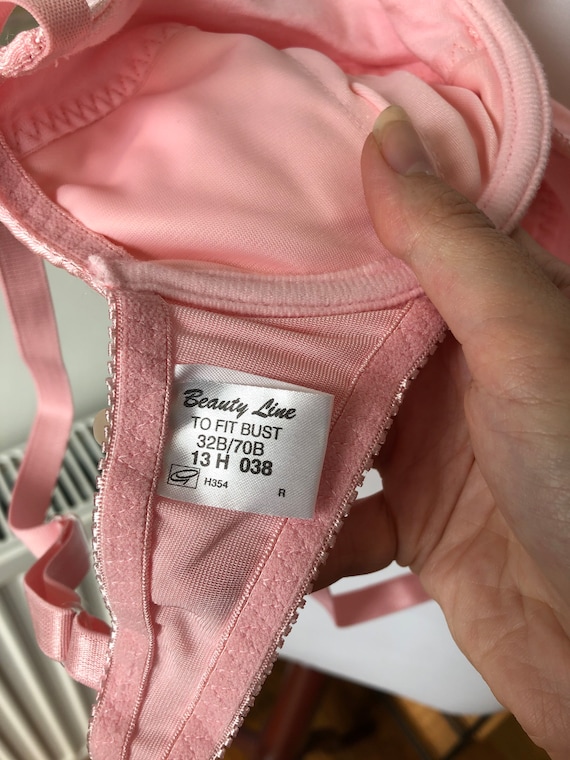 Beauty Line
TO FIT BUST
32B/70B
13 H 038
H354 R